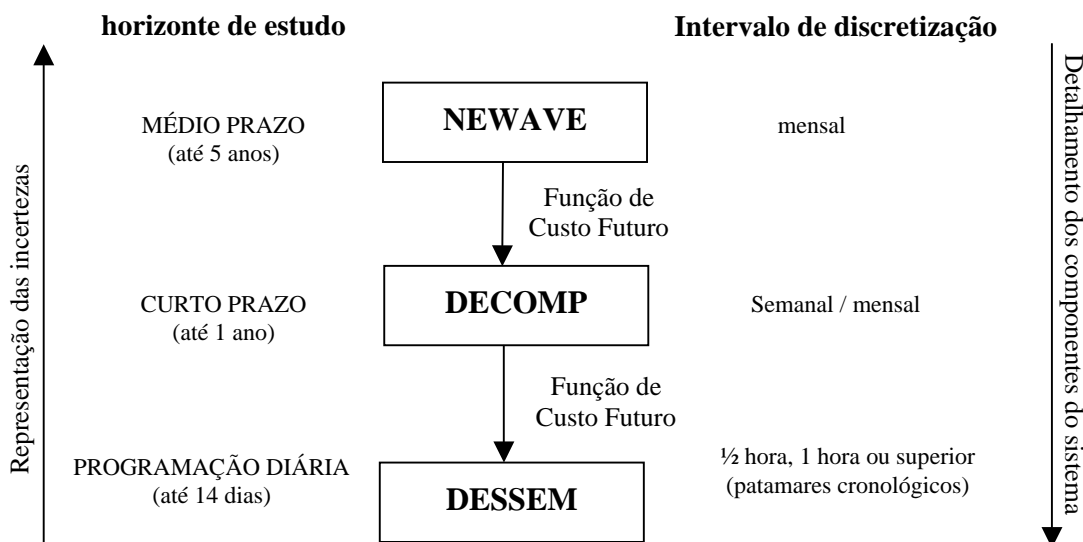 horizonte de estudo
Intervalo de discretização
Representação das incertezas
Detalhamento dos componentes do sistema
MÉDIO PRAZO
(até 5 anos)
NEWAVE
mensal
Função de
Custo Futuro
CURTO PRAZO
(até 1 ano)
DECOMP
Semanal / mensal
Função de
Custo Futuro
PROGRAMAÇÃO DIÁRIA
(até 14 dias)
DESSEM
½ hora, 1 hora ou superior
(patamares cronológicos)